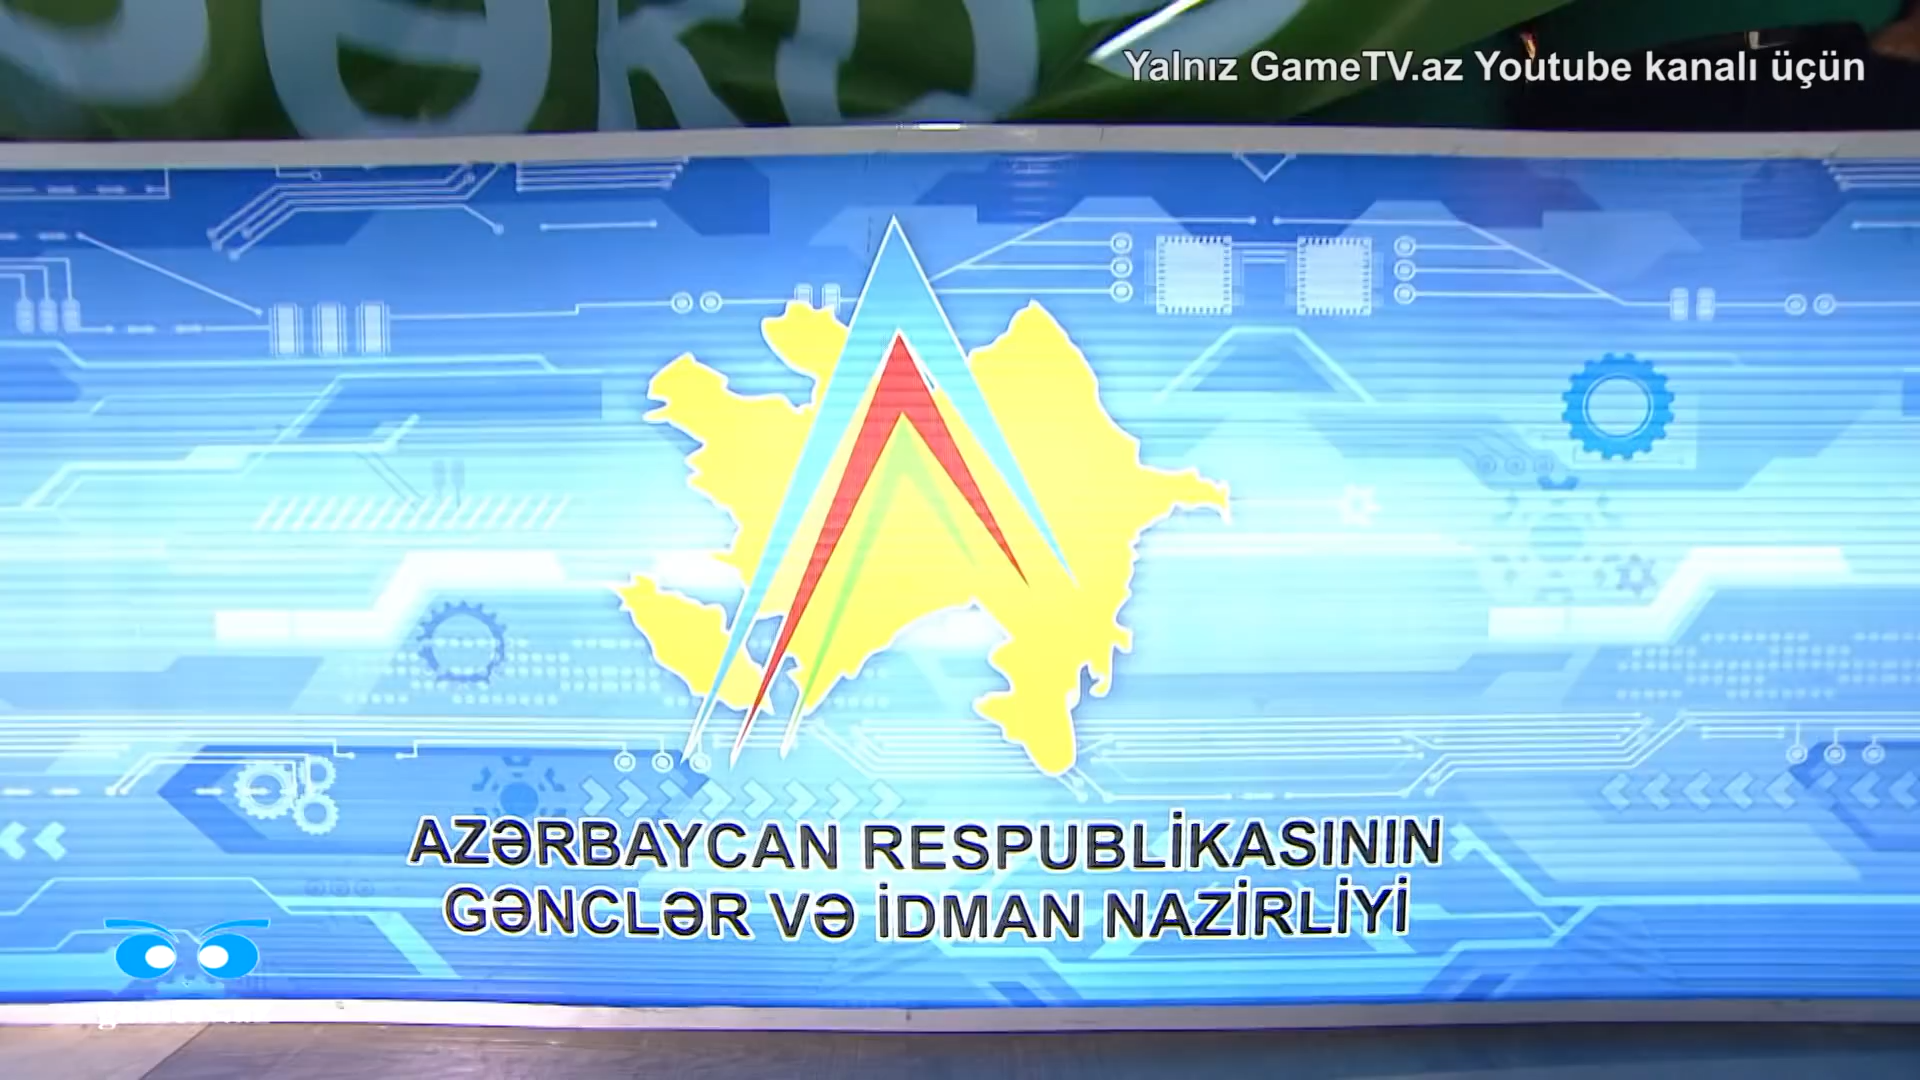 Yalnız GameTV.az Youtube kanalı üçün
AZƏRBAYCAN RESPUBLİKASININ
GƏNCLƏR VƏ İDMAN NAZİRLİYİ